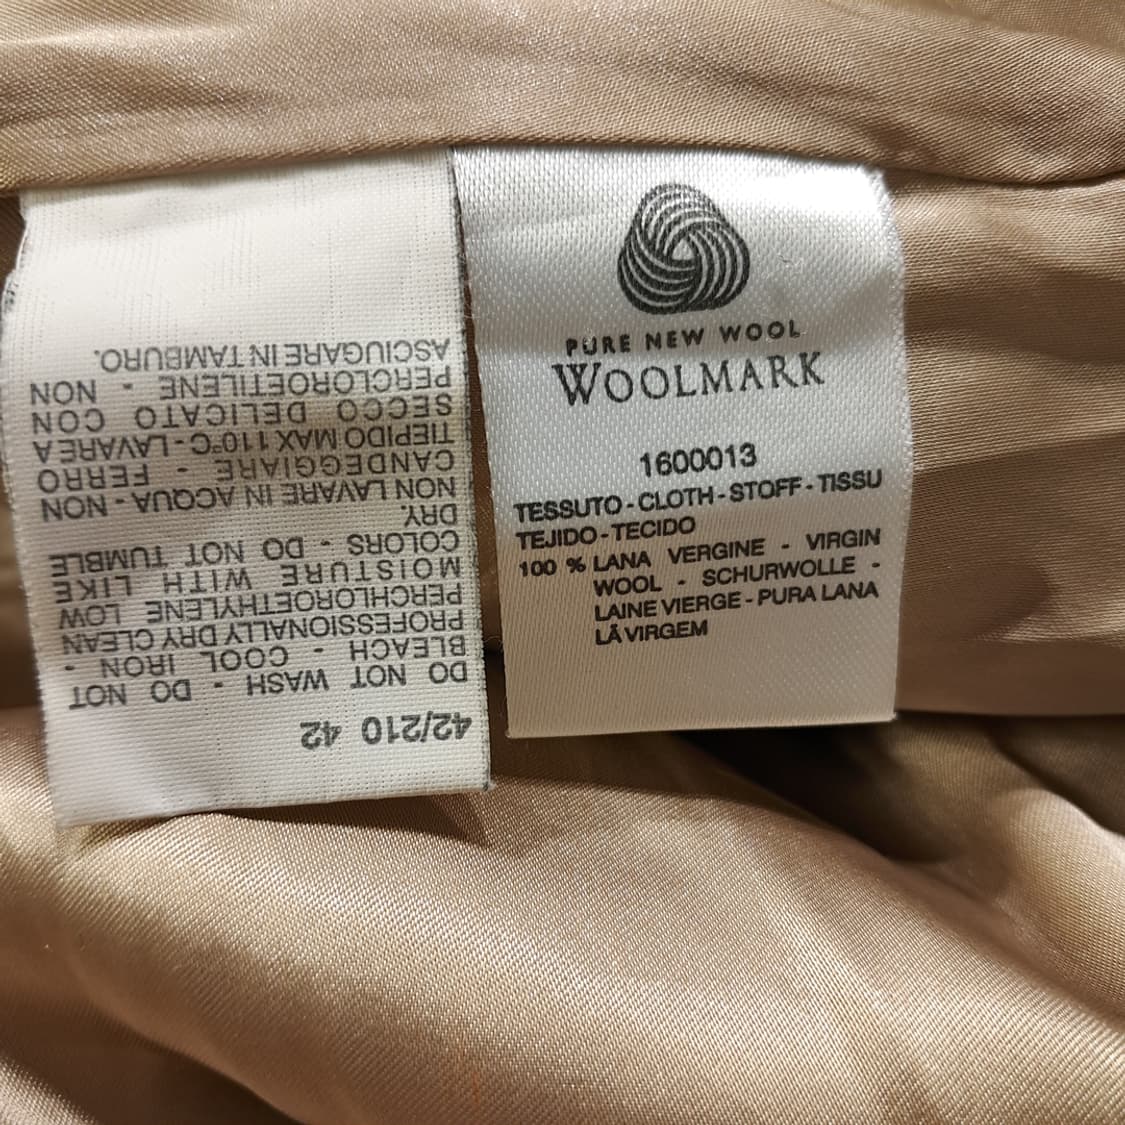 42/210 42
DO NOT WASH - DO NOT
BLEACH - COOL IRON -
PROFESSIONALLY DRY CLEAN
PERCHLOROETHYLENE LOW
MOISTURE WITH LIKE
COLORS - DO NOT TUMBLE
DRY.
NON LAVARE IN ACQUA - NON
CANDEGGIARE - FERRO
TIEPIDO MAX 110°C - LAVAREA
SECCO DELICATO CON
PERCLOROETILENE - NON
ASCIUGARE IN TAMBURO.
PURE NEW WOOL
WOOLMARK
1600013
TESSUTO - CLOTH - STOFF - TISSU
TEJIDO - TECIDO
100 % LANA VERGINE - VIRGIN
WOOL - SCHURWOLLE -
LAINE VIERGE - PURA LANA
LÃ VIRGEM